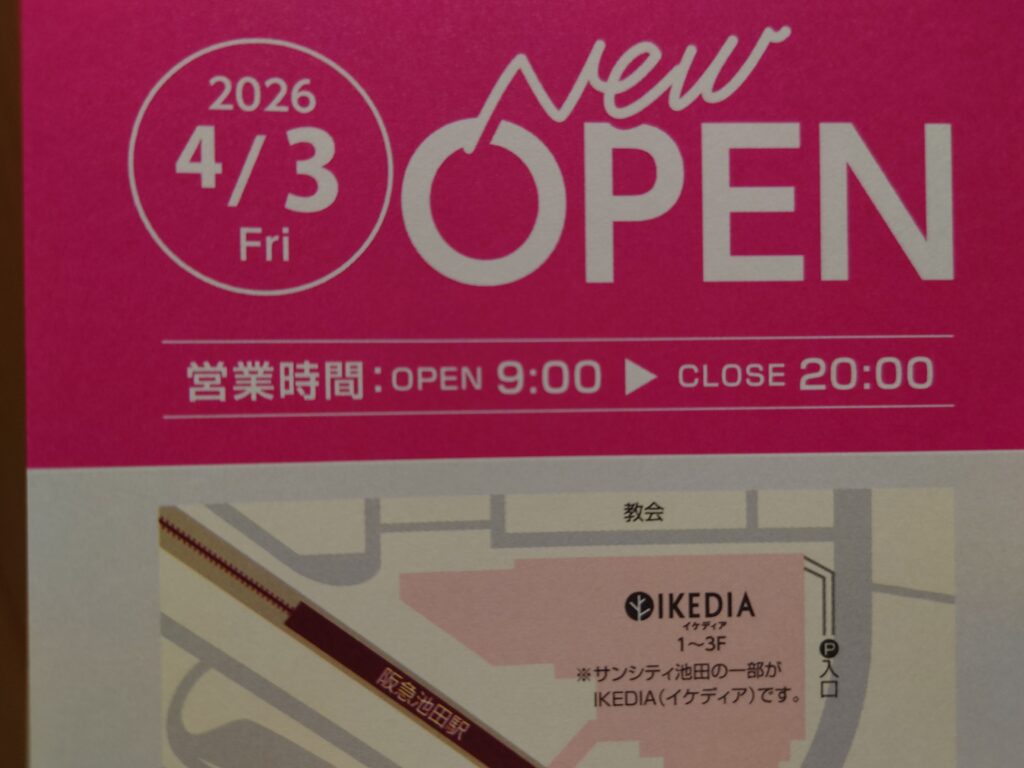 2026
4/3
Fri
New
OPEN
営業時間:OPEN 9:00 ▶ CLOSE 20:00
教会
IKEDIA
イケディア
1～3F
※サンシティ池田の一部が
IKEDIA(イケディア)です。
P
入口
阪急池田駅